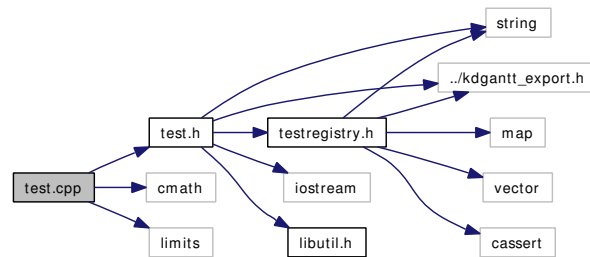 string
../kdgantt_export.h
test.h
testregistry.h
map
test.cpp
cmath
iostream
vector
limits
libutil.h
cassert